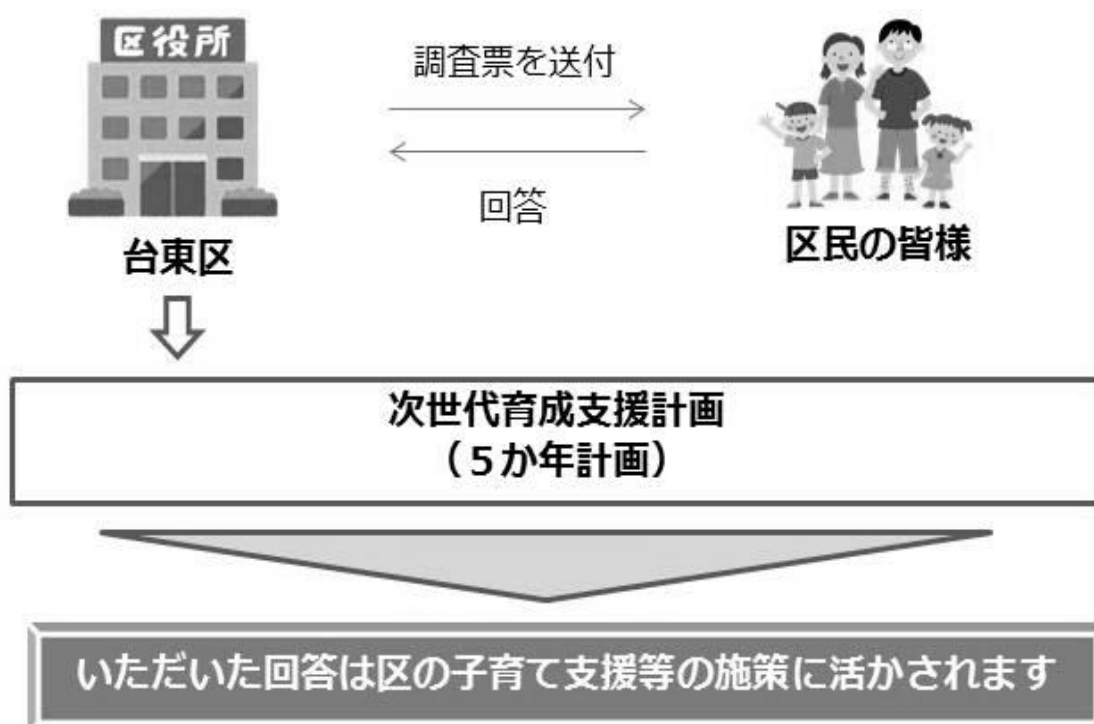 区役所
調査票を送付
回答
台東区
区民の皆様
次世代育成支援計画
（５か年計画）
いただいた回答は区の子育て支援等の施策に活かされます